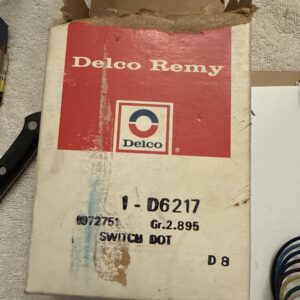 Delco Remy
Delco
®
1 - D6217
Gr.2.895
SWITCH DOT
D 8